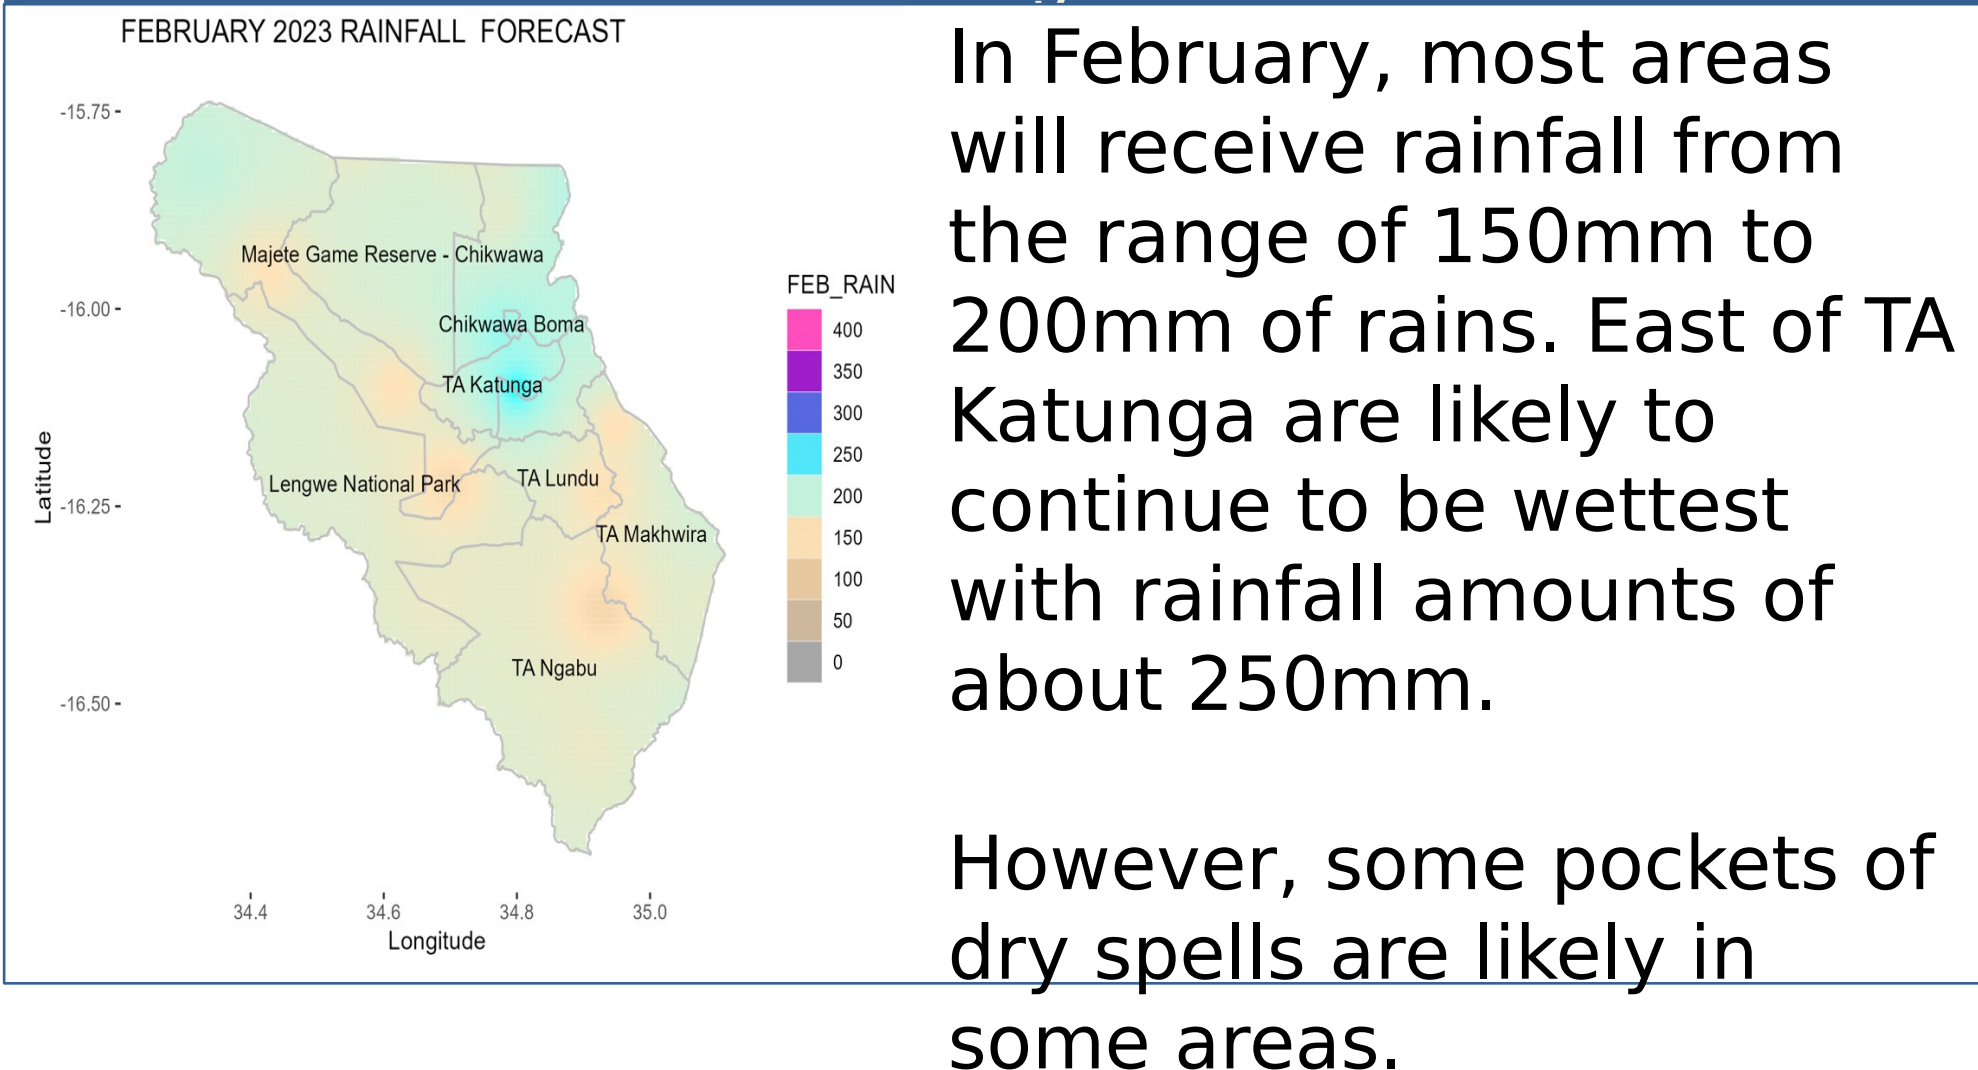 FEBRUARY 2023 RAINFALL  FORECAST
-15.75
-16.00
-16.25
-16.50
Latitude
34.4
34.6
34.8
35.0
Longitude
Majete Game Reserve - Chikwawa
Chikwawa Boma
TA Katunga
Lengwe National Park
TA Lundu
TA Makhwira
TA Ngabu
FEB_RAIN
400
350
300
250
200
150
100
50
0
In February, most areas
will receive rainfall from
the range of 150mm to
200mm of rains. East of TA
Katunga are likely to
continue to be wettest
with rainfall amounts of
about 250mm.
However, some pockets of
dry spells are likely in
some areas.